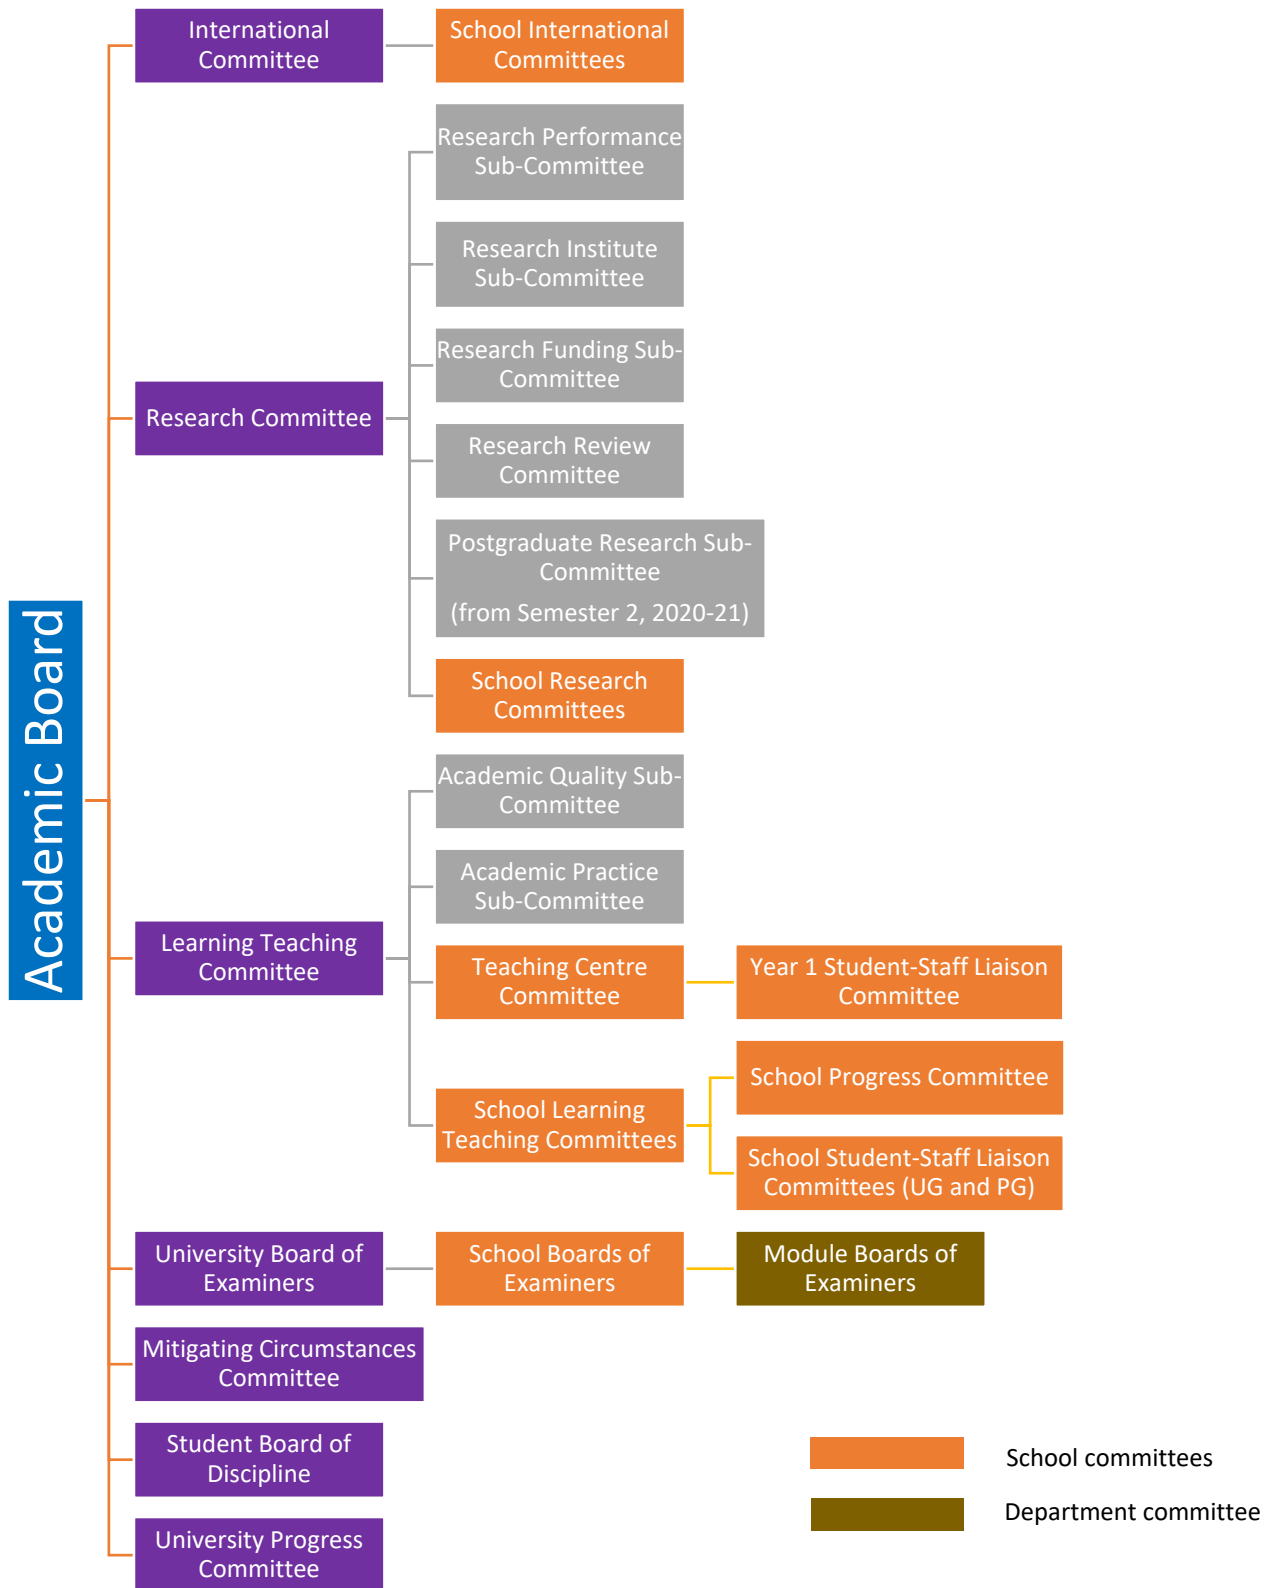 Academic Board
International
Committee
School International
Committees
Research Committee
Research Performance
Sub-Committee
Research Institute
Sub-Committee
Research Funding Sub-
Committee
Research Review
Committee
Postgraduate Research Sub-
Committee
(from Semester 2, 2020-21)
School Research
Committees
Learning Teaching
Committee
Academic Quality Sub-
Committee
Academic Practice
Sub-Committee
Teaching Centre
Committee
Year 1 Student-Staff Liaison
Committee
School Learning
Teaching Committees
School Progress Committee
School Student-Staff Liaison
Committees (UG and PG)
University Board of
Examiners
School Boards of
Examiners
Module Boards of
Examiners
Mitigating Circumstances
Committee
Student Board of
Discipline
University Progress
Committee
School committees
Department committee